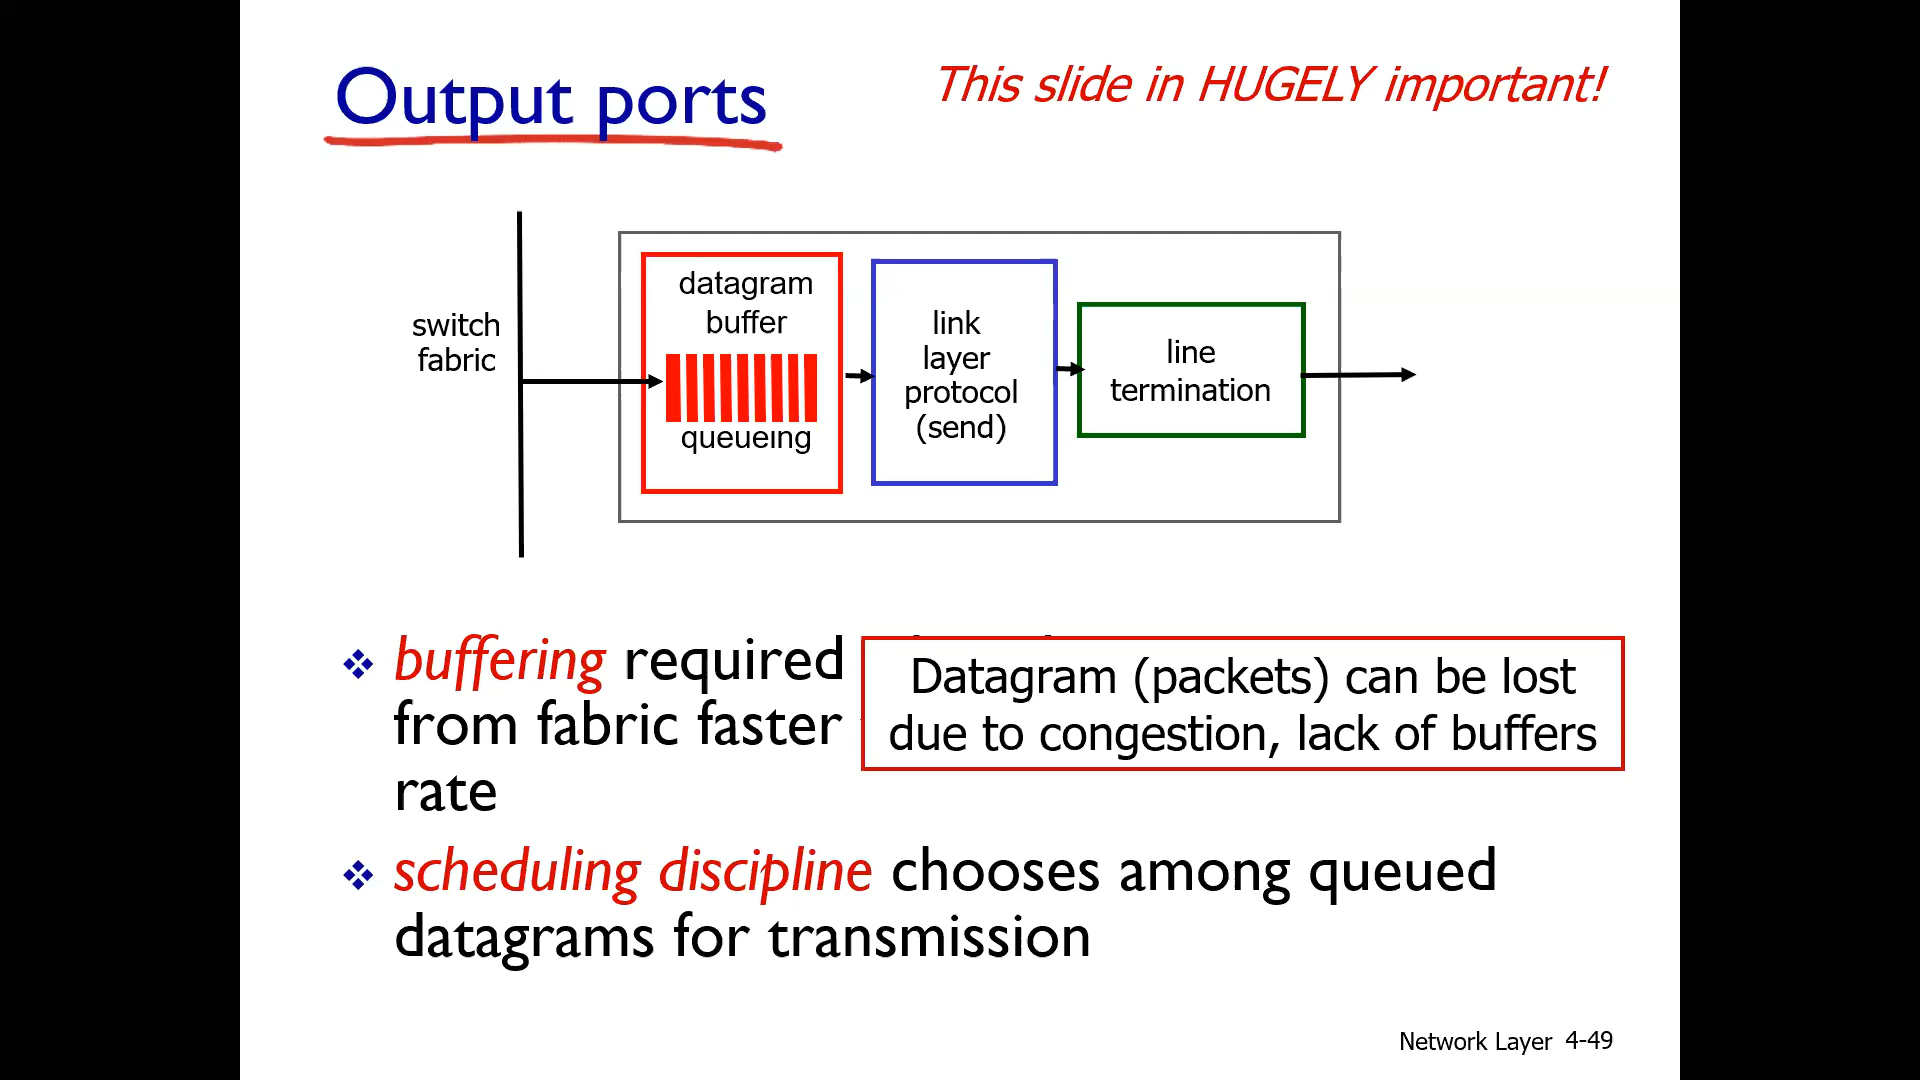 Output ports
This slide in HUGELY important!
switch
fabric
datagram
buffer
queueing
link
layer
protocol
(send)
line
termination
buffering required
from fabric faster
rate
Datagram (packets) can be lost
due to congestion, lack of buffers
scheduling discipline chooses among queued
datagrams for transmission
Network Layer 4-49